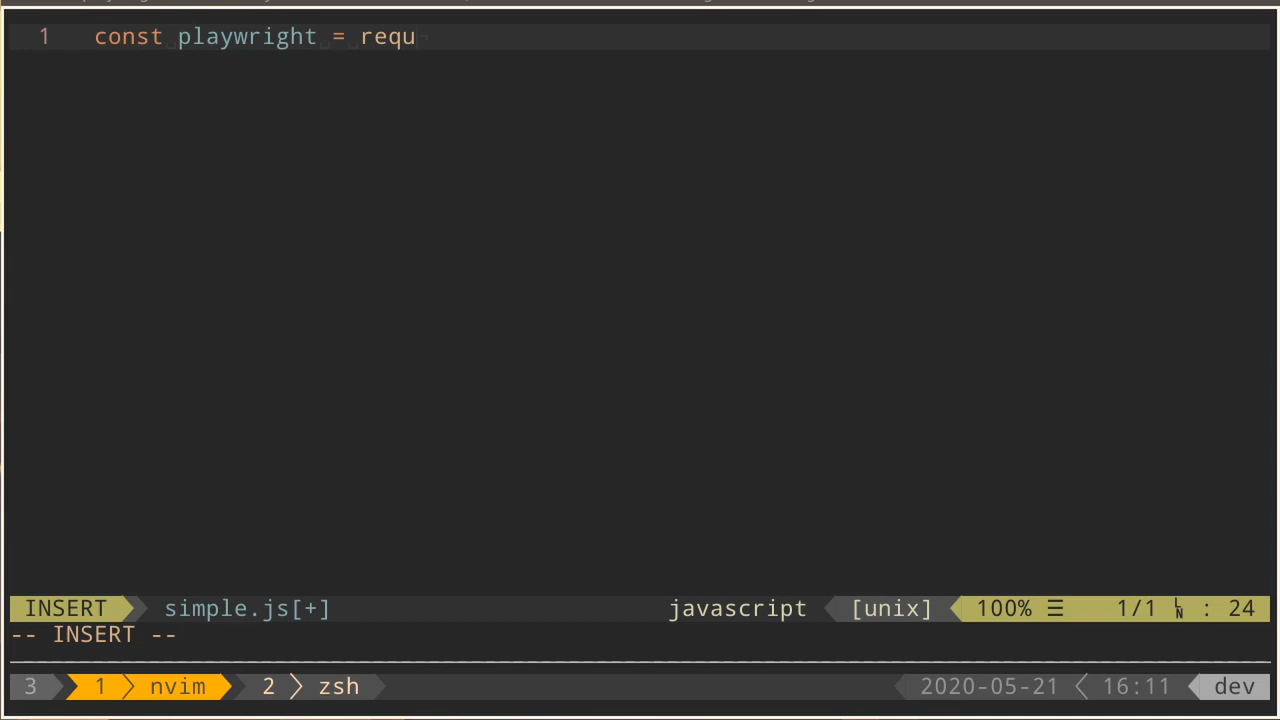 1 const playwright = requ
INSERT simple.js[+] javascript [unix] 100% ☰ 1/1 ㏑ : 24
-- INSERT --
3 1 nvim 2 zsh 2020-05-21 16:11 dev